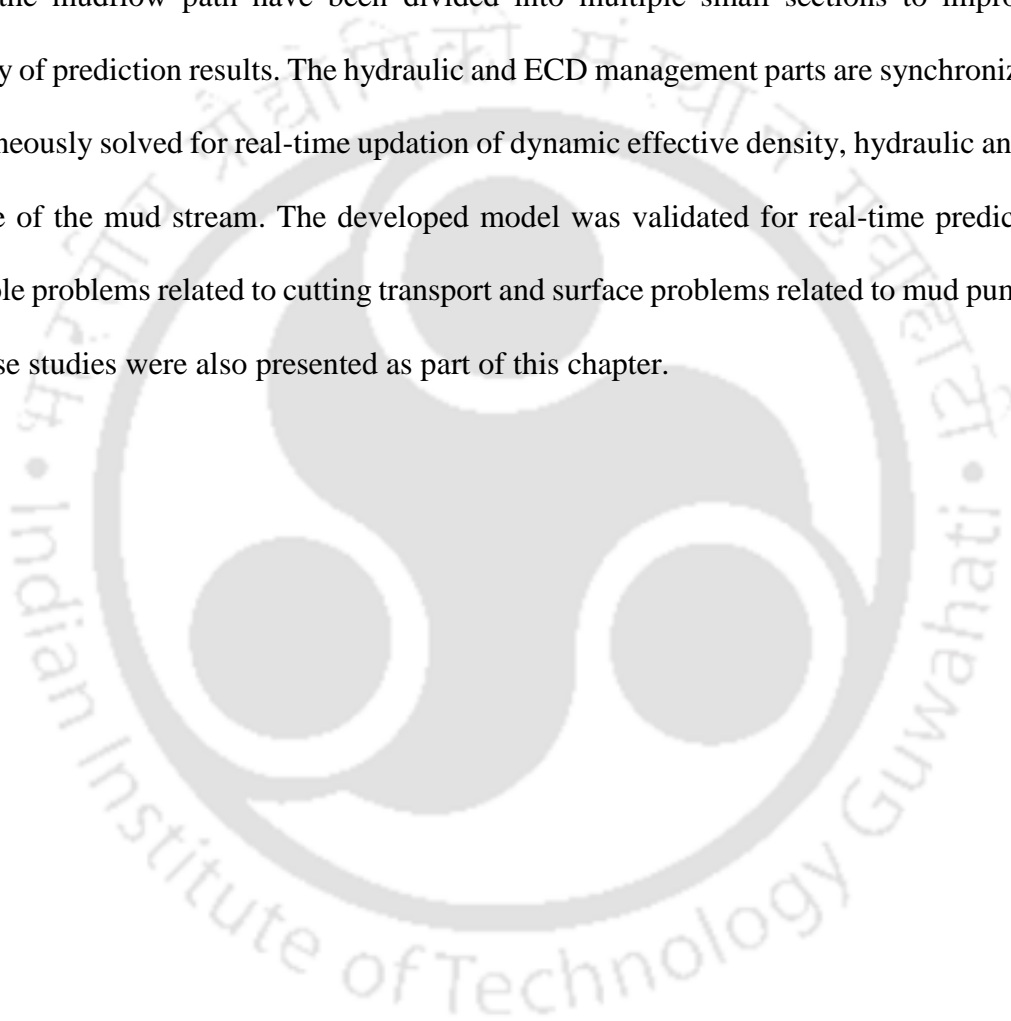 the mudflow path have been divided into multiple small sections to impro
y of prediction results. The hydraulic and ECD management parts are synchroniz
neously solved for real-time updation of dynamic effective density, hydraulic an
e of the mud stream. The developed model was validated for real-time predic
ole problems related to cutting transport and surface problems related to mud pun
se studies were also presented as part of this chapter.
Indian Institute of Technology Guwahati